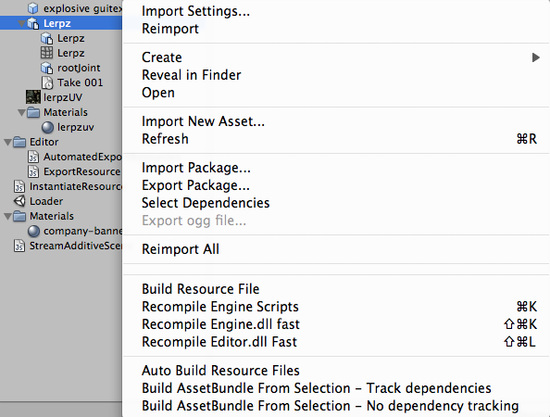 explosive guitex
Lerpz
Lerpz
Lerpz
rootJoint
Take 001
lerpzUV
Materials
lerpzuv
Editor
AutomatedExpo
ExportResource
InstantiateResource
Loader
Materials
company-banne
StreamAdditiveScen
Import Settings...
Reimport
Create
Reveal in Finder
Open
Import New Asset...
Refresh ⌘R
Import Package...
Export Package...
Select Dependencies
Export ogg file...
Reimport All
Build Resource File
Recompile Engine Scripts ⌘K
Recompile Engine.dll fast ⇧⌘K
Recompile Editor.dll Fast ⇧⌘L
Auto Build Resource Files
Build AssetBundle From Selection – Track dependencies
Build AssetBundle From Selection – No dependency tracking